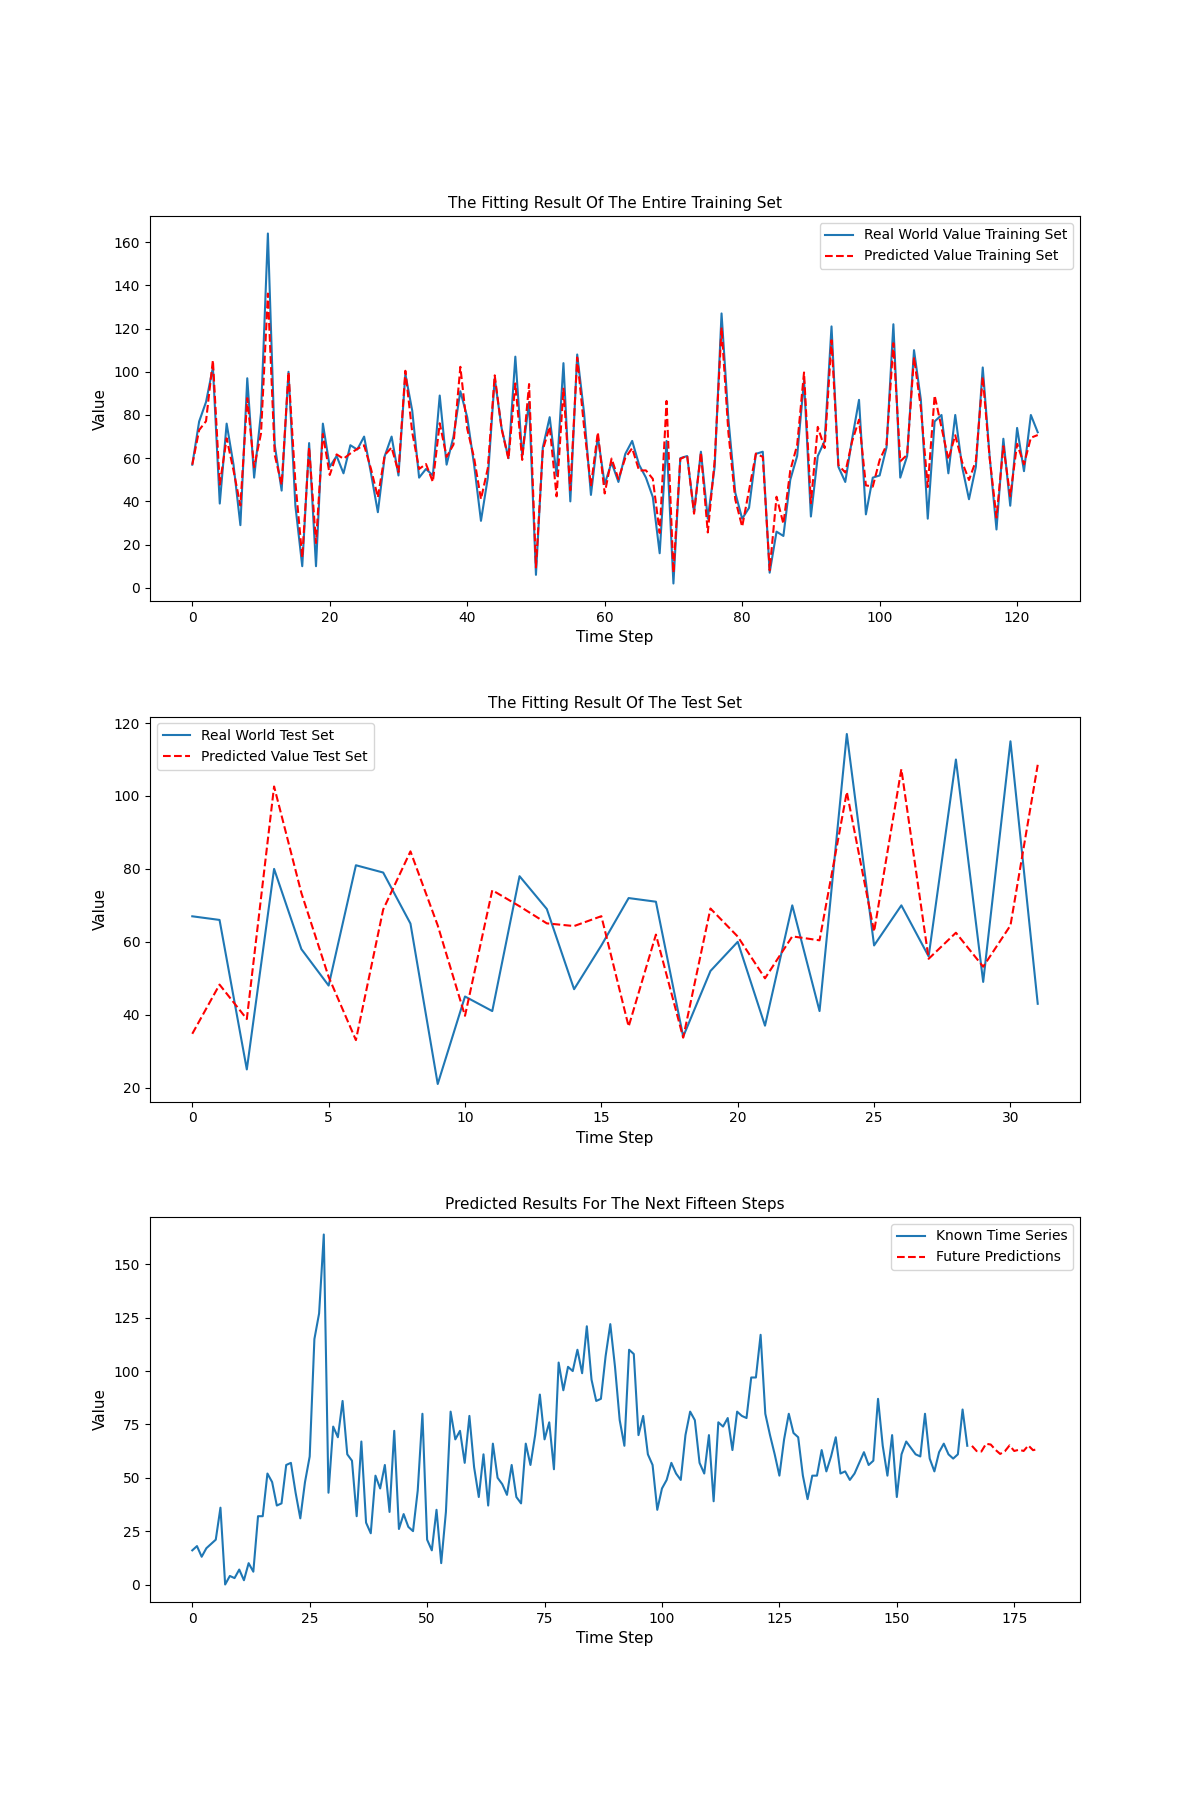 The Fitting Result Of The Entire Training Set
Real World Value Training Set
Predicted Value Training Set
Value
160
140
120
100
80
60
40
20
0
0 20 40 60 80 100 120
Time Step
The Fitting Result Of The Test Set
Real World Test Set
Predicted Value Test Set
Value
120
100
80
60
40
20
0 5 10 15 20 25 30
Time Step
Predicted Results For The Next Fifteen Steps
Known Time Series
Future Predictions
Value
150
125
100
75
50
25
0
0 25 50 75 100 125 150 175
Time Step